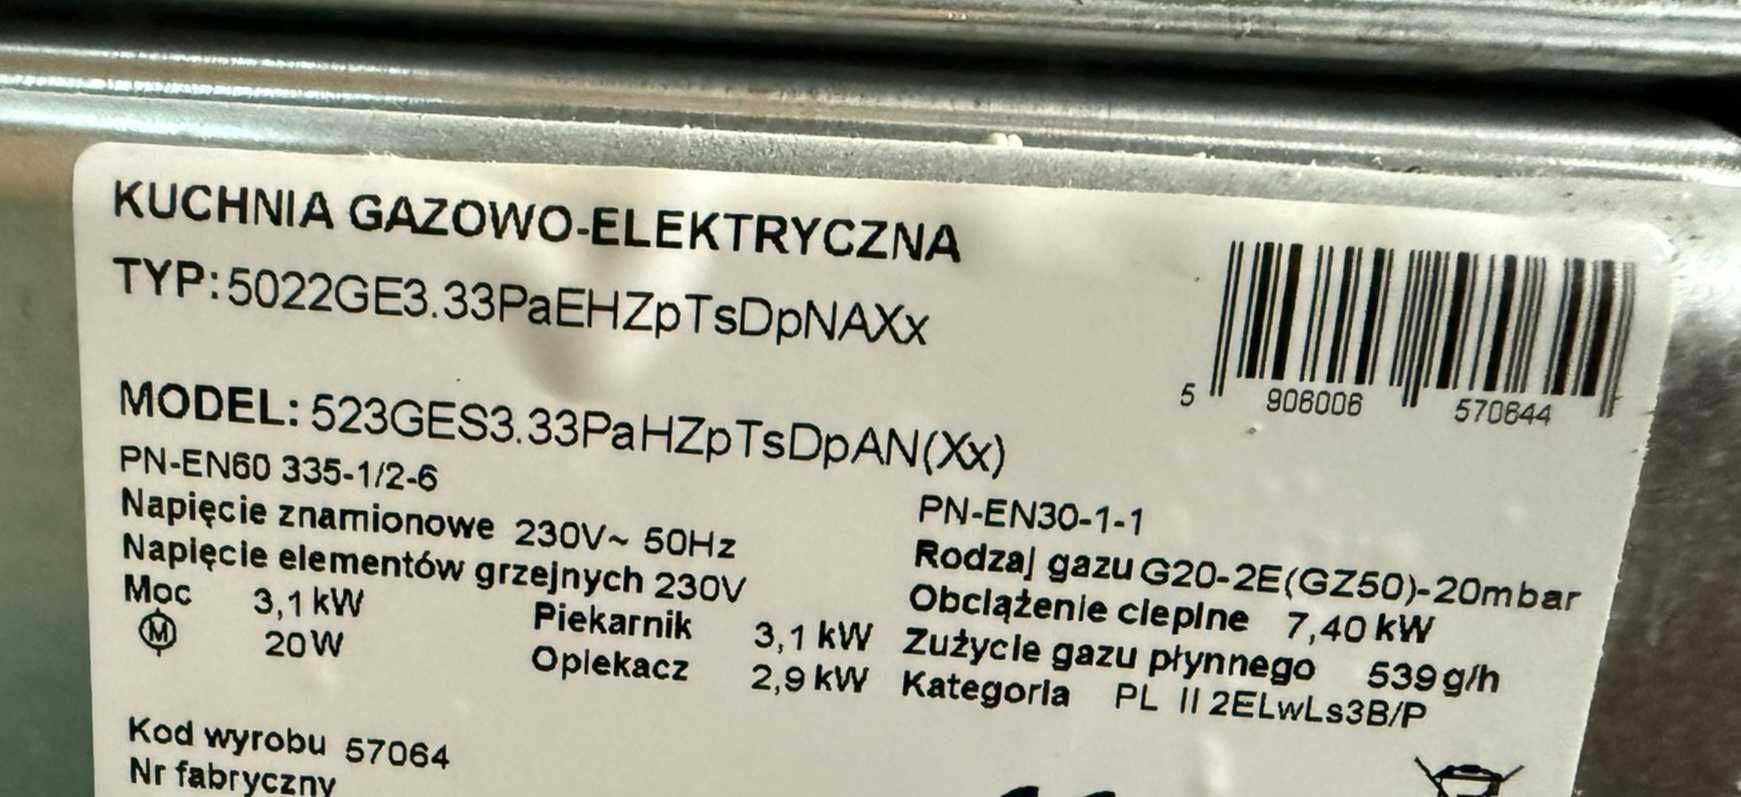 KUCHNIA GAZOWO-ELEKTRYCZNA
TYP:5022GE3.33PaEHZpTsDpNAXx
5 906006 570644
MODEL: 523GES3.33PaHZpTsDpAN(Xx)
PN-EN60 335-1/2-6
Napięcie znamionowe 230V~ 50Hz
Napięcie elementów grzejnych 230V
Moc 3,1 kW
M 20W
Piekarnik 3,1 kW
Opiekacz 2,9 kW
PN-EN30-1-1
Rodzaj gazu G20-2E(GZ50)-20mbar
Obciążenie cieplne 7,40 kW
Zużycie gazu płynnego 539 g/h
Kategoria PL II 2ELwLs3B/P
Kod wyrobu 57064
Nr fabryczny